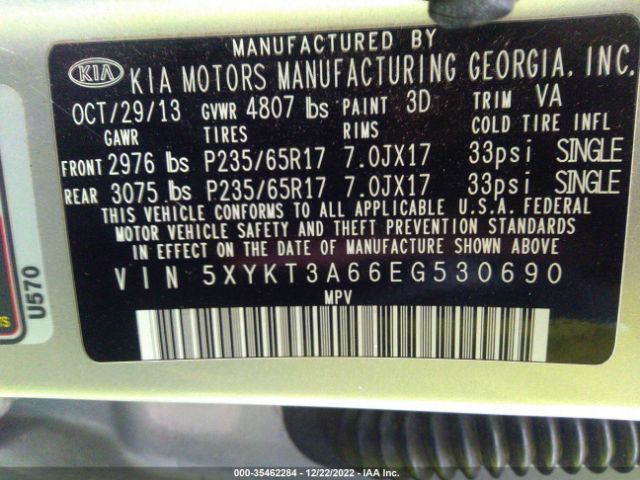 MANUFACTURED BY
KIA KIA MOTORS MANUFACTURING GEORGIA, INC.
OCT/29/13 GVWR 4807 lbs PAINT 3D TRIM VA
GAWR TIRES RIMS COLD TIRE INFL
FRONT 2976 lbs P235/65R17 7.0JX17 33psi SINGLE
REAR 3075 lbs P235/65R17 7.0JX17 33psi SINGLE
THIS VEHICLE CONFORMS TO ALL APPLICABLE U.S.A. FEDERAL
MOTOR VEHICLE SAFETY AND THEFT PREVENTION STANDARDS
IN EFFECT ON THE DATE OF MANUFACTURE SHOWN ABOVE
VIN 5XYKT3A66EG530690
MPV
U570
000-35462284 - 12/22/2022 - IAA Inc.